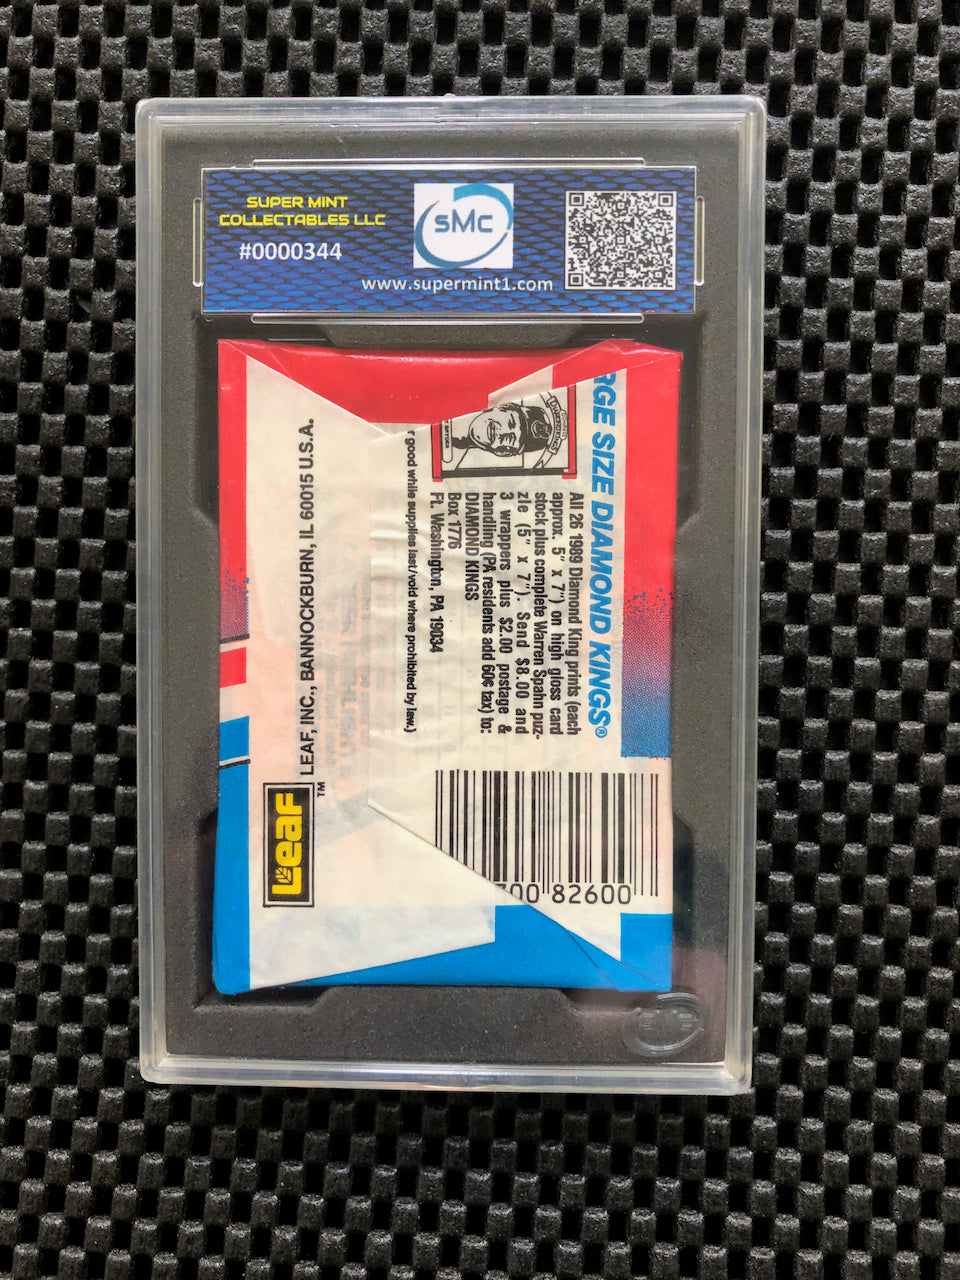 SUPER MINT
COLLECTABLES LLC
#0000344
sMc
www.supermint1.com
RGE SIZE DIAMOND KINGS®
All 26 1989 Diamond King prints (each
approx. 5" x 7") on high gloss card
stock plus complete Warren Spahn puz-
zle (5" x 7"). Send $8.00 and
3 wrappers plus $2.00 postage &
handling (PA residents add 60¢ tax) to:
DIAMOND KINGS
Box 1776
Ft. Washington, PA 19034
r good while supplies last/void where prohibited by law.)
LEAF, INC., BANNOCKBURN, IL 60015 U.S.A.
Leaf™
700 82600